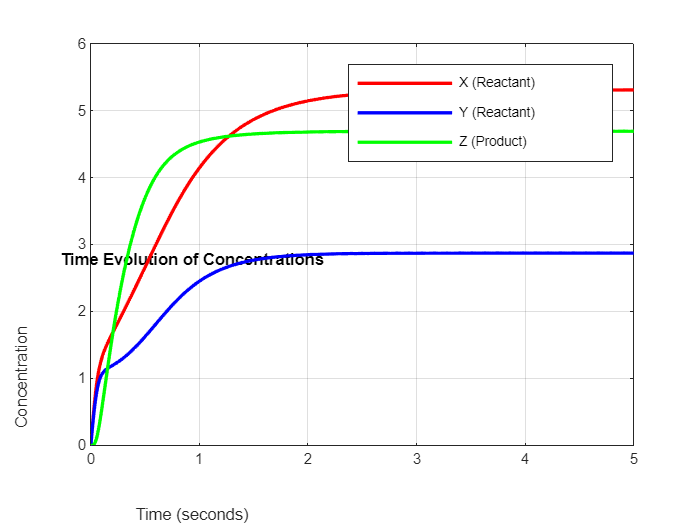 6
5
4
3
2
1
0
X (Reactant)
Y (Reactant)
Z (Product)
Time Evolution of Concentrations
Concentration
0 1 2 3 4 5
Time (seconds)